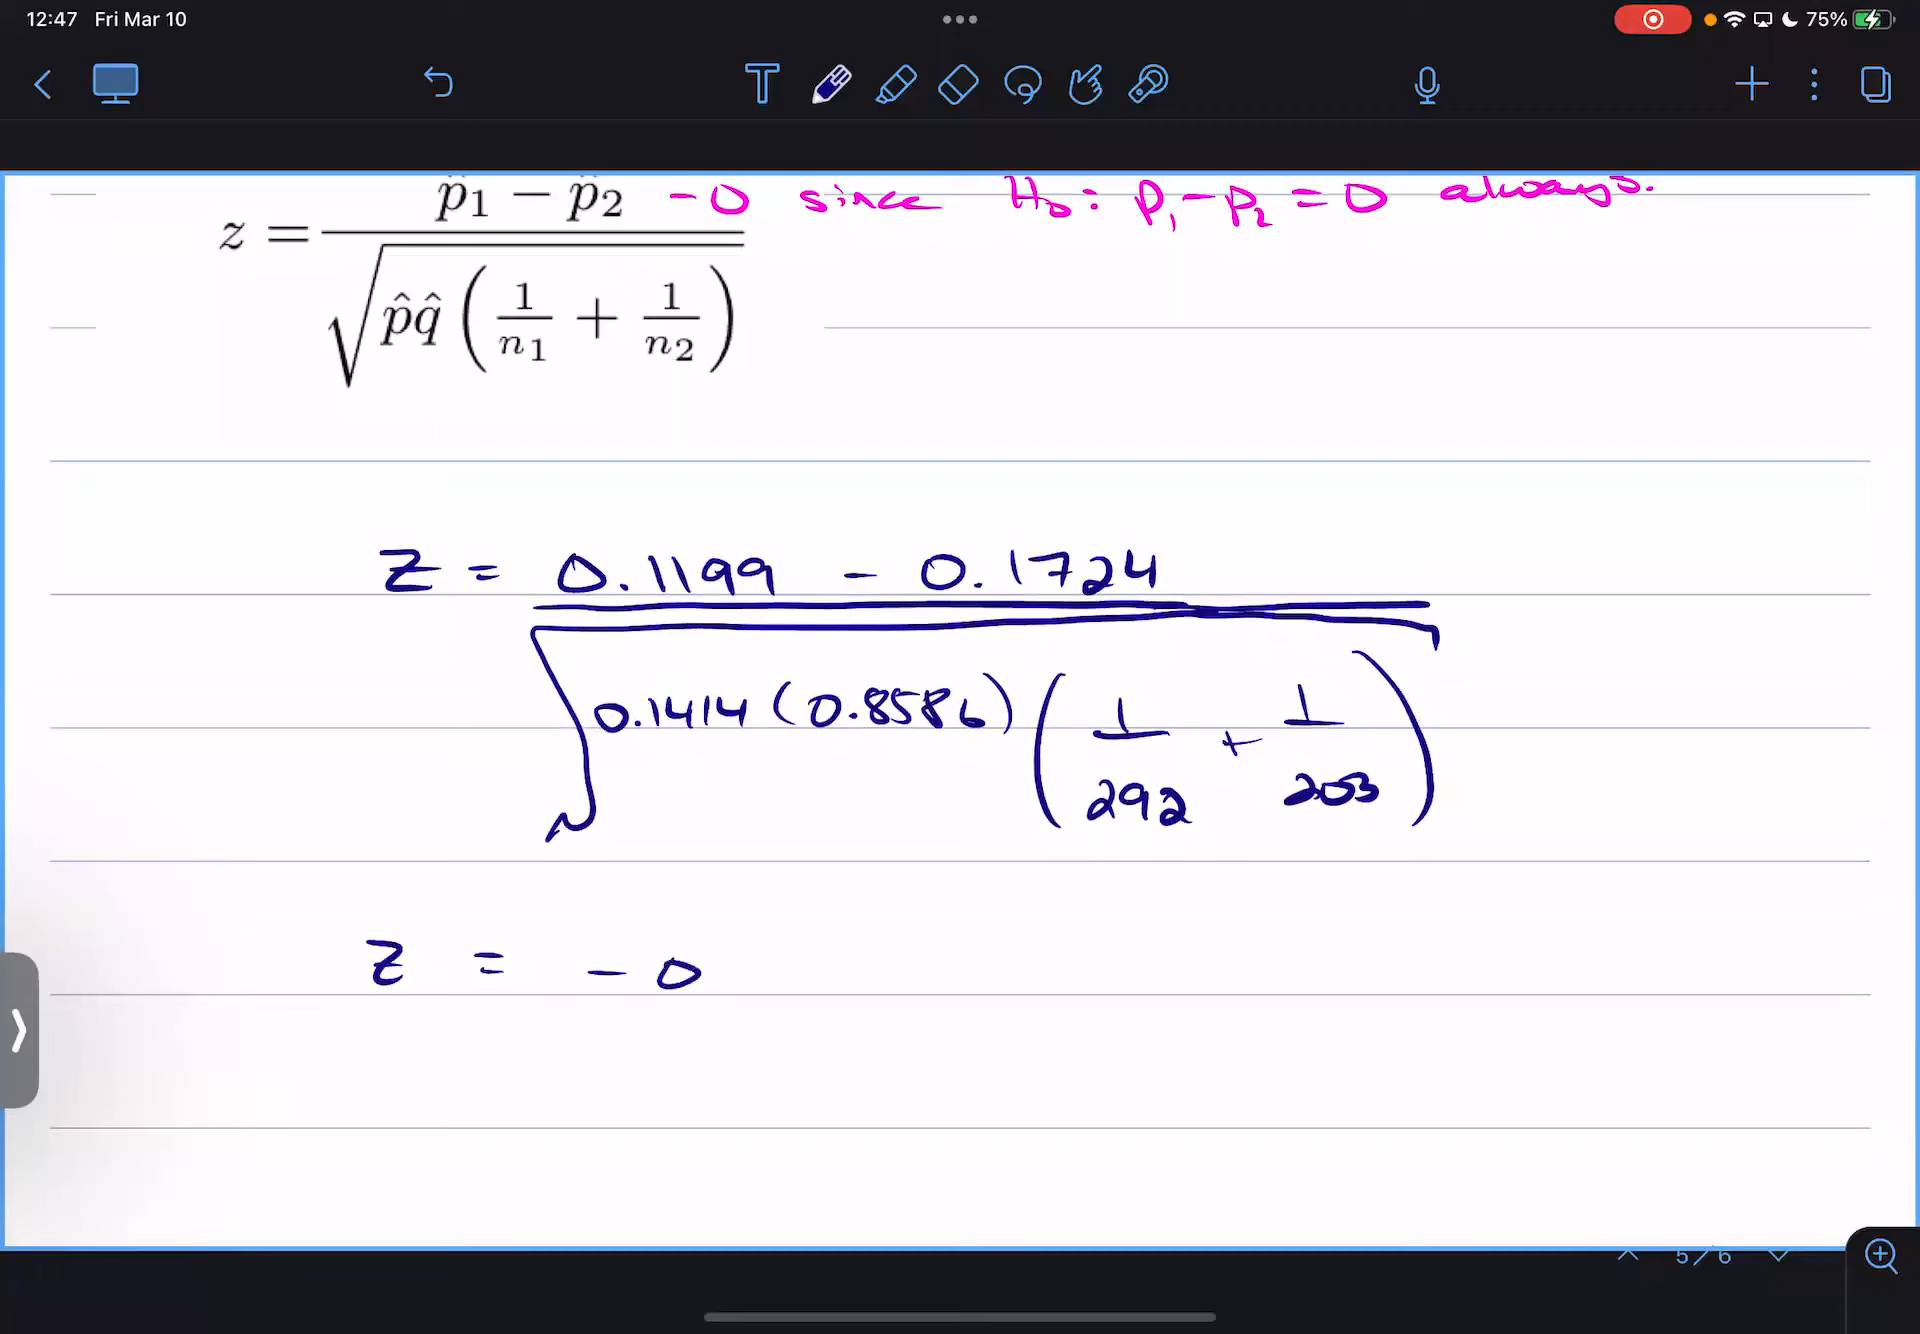 12:47 Fri Mar 10 75%
T
p̂1 − p̂2 -0 since H0: p1-p2 = 0 always.
z =
√ p̂q̂ ( 1/n1 + 1/n2 )
Z = 0.1199 - 0.1724
√ 0.1414 (0.8586) ( 1/292 + 1/203 )
Z = - 0
5/6